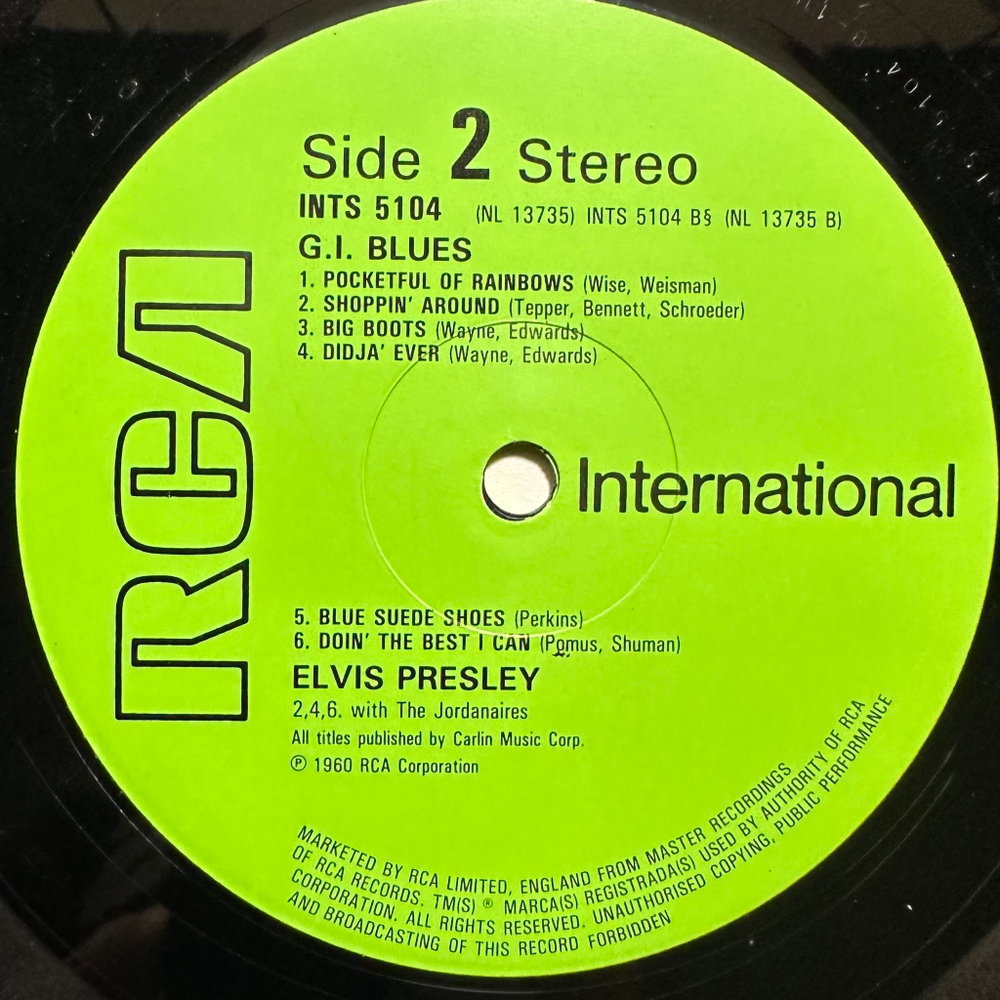 Side 2 Stereo
INTS 5104 (NL 13735) INTS 5104 B§ (NL 13735 B)
G.I. BLUES
1. POCKETFUL OF RAINBOWS (Wise, Weisman)
2. SHOPPIN' AROUND (Tepper, Bennett, Schroeder)
3. BIG BOOTS (Wayne, Edwards)
4. DIDJA' EVER (Wayne, Edwards)
RCA
International
5. BLUE SUEDE SHOES (Perkins)
6. DOIN' THE BEST I CAN (Pomus, Shuman)
ELVIS PRESLEY
2,4,6. with The Jordanaires
All titles published by Carlin Music Corp.
℗ 1960 RCA Corporation
MARKETED BY RCA LIMITED, ENGLAND FROM MASTER RECORDINGS
OF RCA RECORDS. TM(S) ® MARCA(S) REGISTRADA(S) USED BY AUTHORITY OF RCA
CORPORATION. ALL RIGHTS RESERVED. UNAUTHORISED COPYING, PUBLIC PERFORMANCE
AND BROADCASTING OF THIS RECORD FORBIDDEN